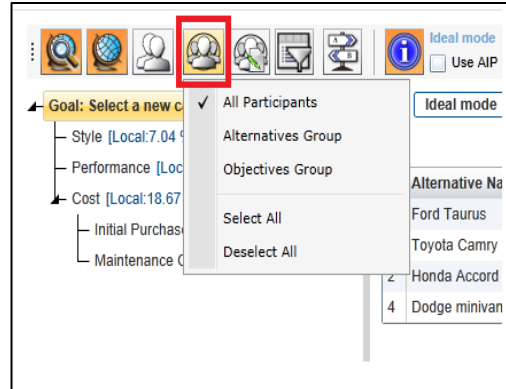 Ideal mode
Use AIP
Goal: Select a new c
✓ All Participants
Ideal mode
Style [Local:7.04
Alternatives Group
Performance [Loc
Objectives Group
Alternative Na
Cost [Local:18.67
Select All
Ford Taurus
Initial Purchas
Deselect All
Toyota Camry
Maintenance
2 Honda Accord
4 Dodge minivan